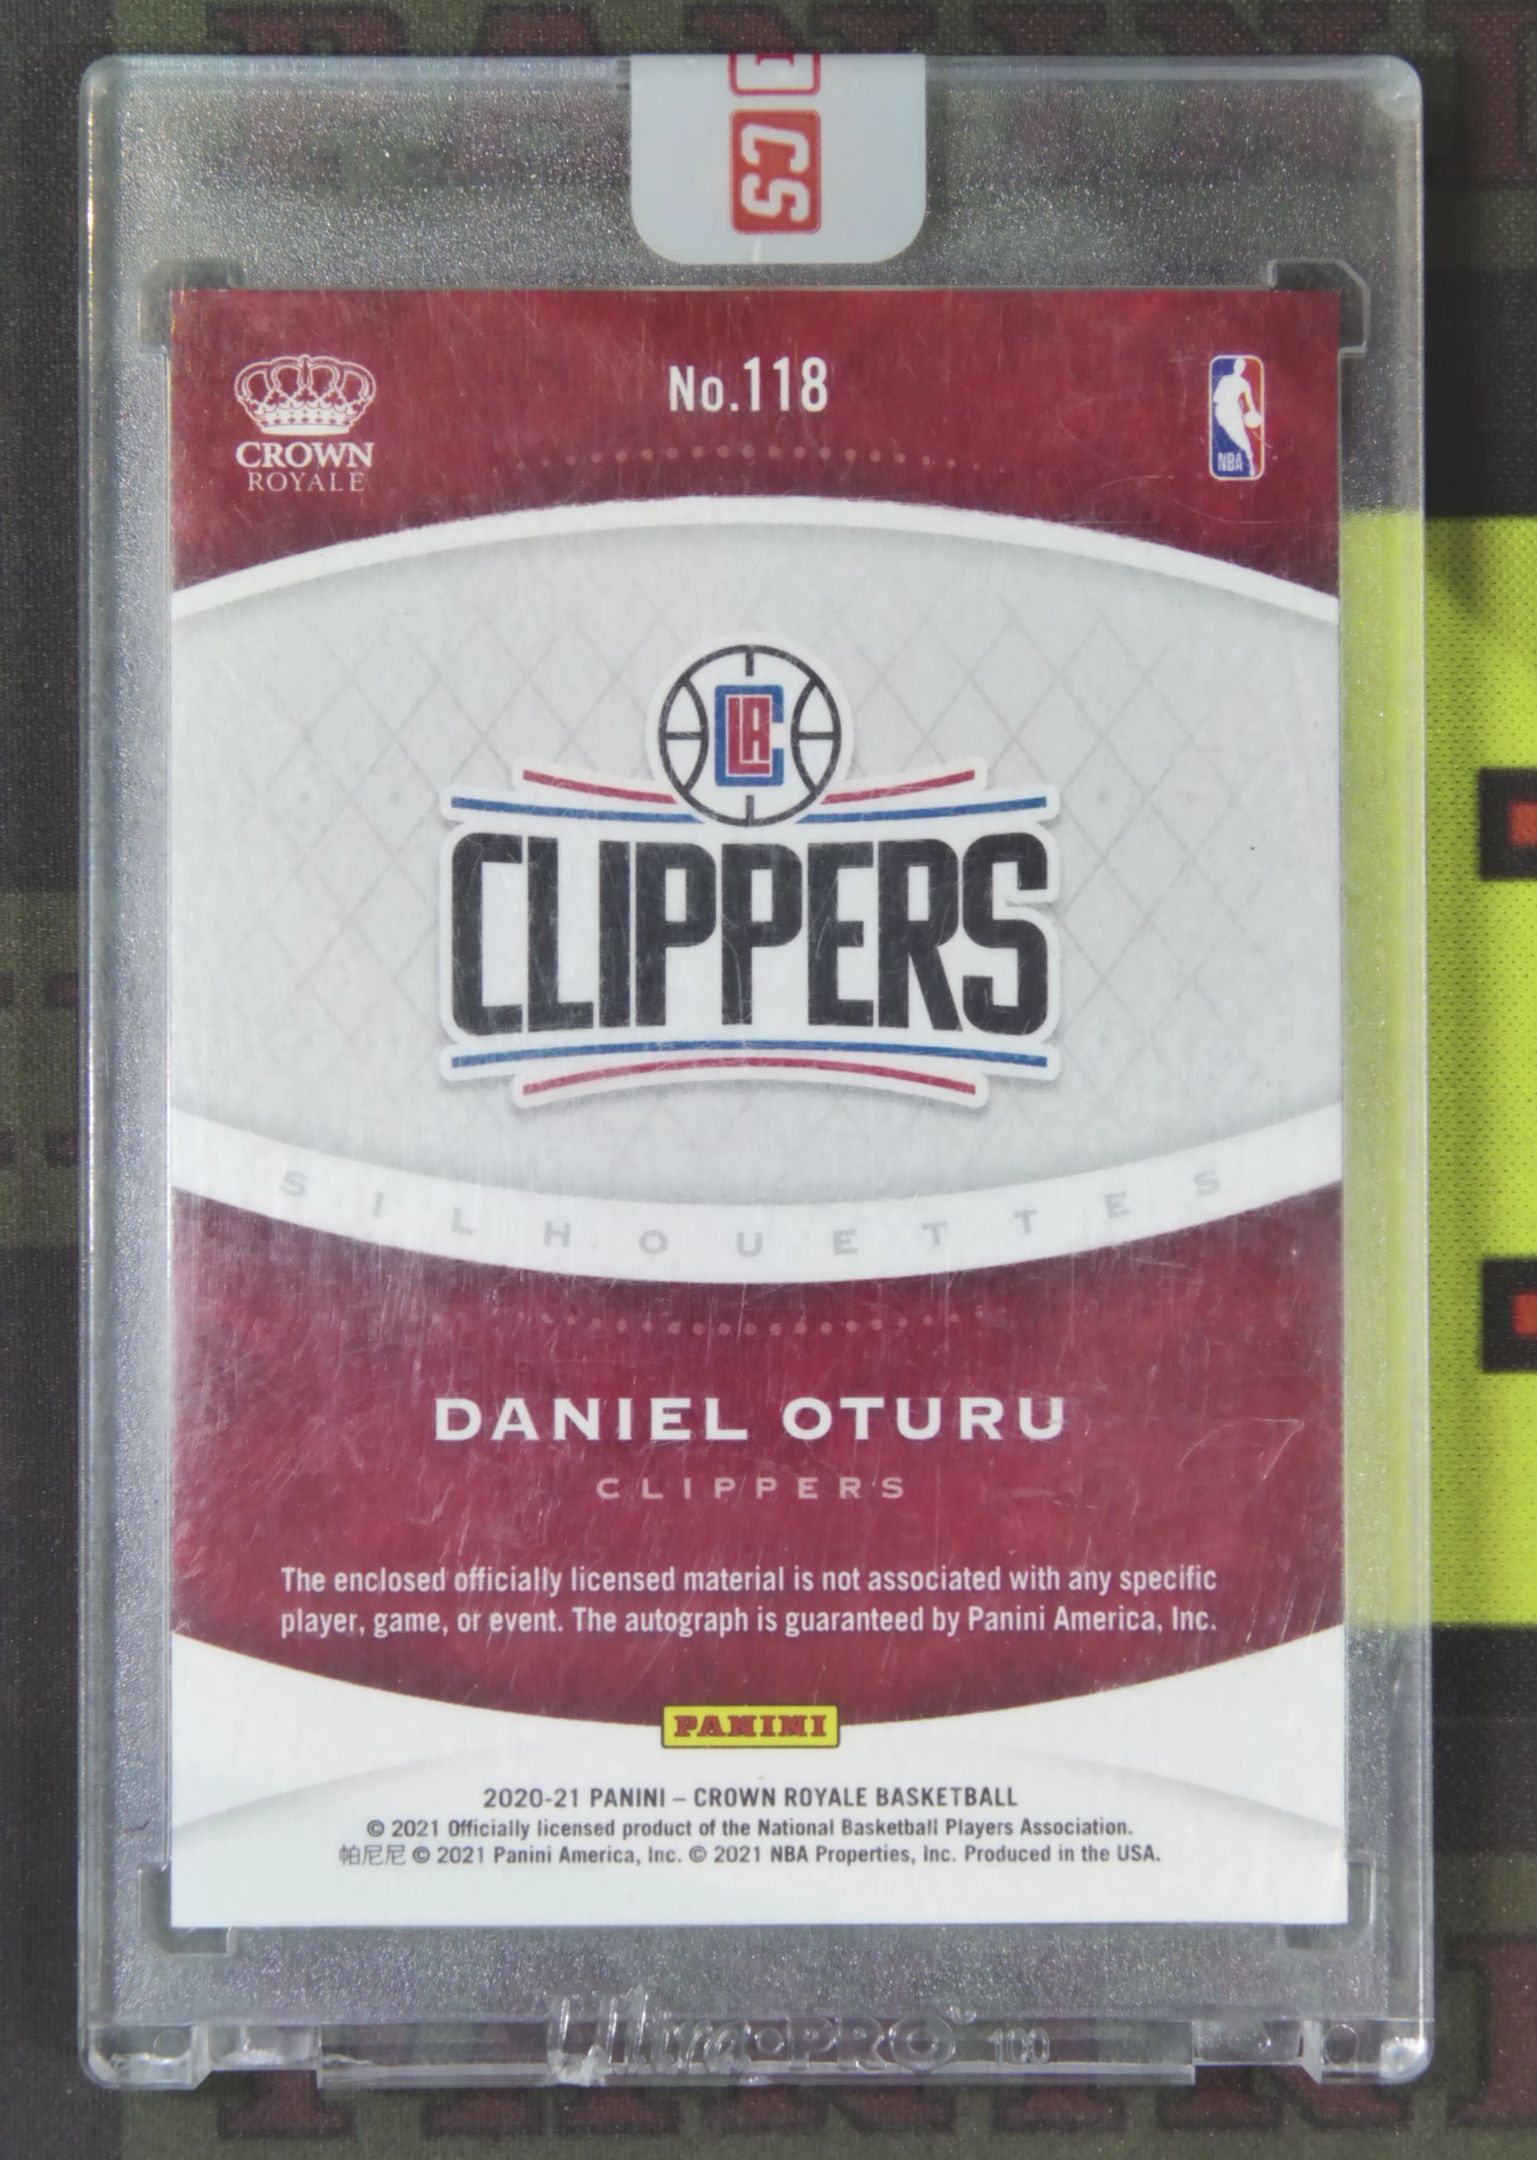 CS
No.118
CROWN
ROYALE
NBA
LAC
CLIPPERS
SILHOUETTES
DANIEL OTURU
CLIPPERS
The enclosed officially licensed material is not associated with any specific
player, game, or event. The autograph is guaranteed by Panini America, Inc.
PANINI
2020-21 PANINI – CROWN ROYALE BASKETBALL
© 2021 Officially licensed product of the National Basketball Players Association.
帕尼尼 © 2021 Panini America, Inc. © 2021 NBA Properties, Inc. Produced in the USA.
Ultra·PRO 100